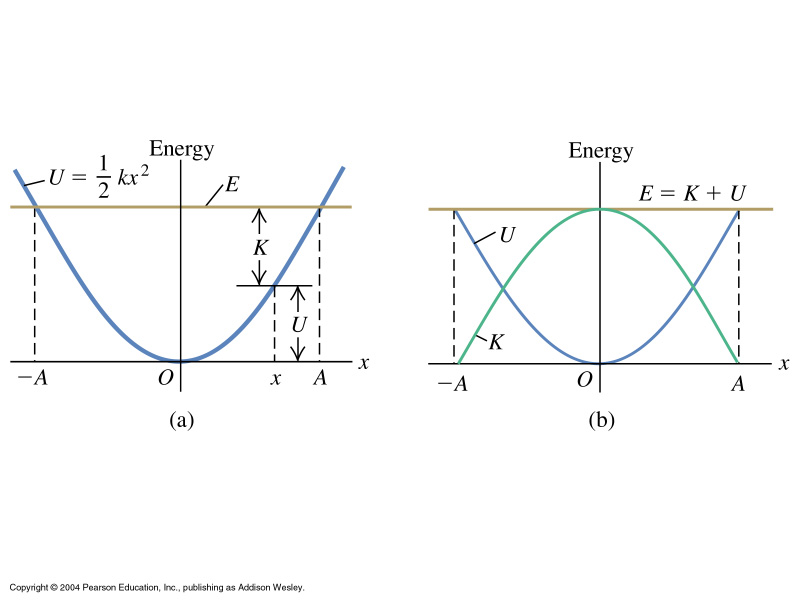 Energy
U = 1/2 kx²
E
K
U
x
−A
O
x
A
(a)
Energy
E = K + U
U
K
x
−A
O
A
(b)
Copyright © 2004 Pearson Education, Inc., publishing as Addison Wesley.